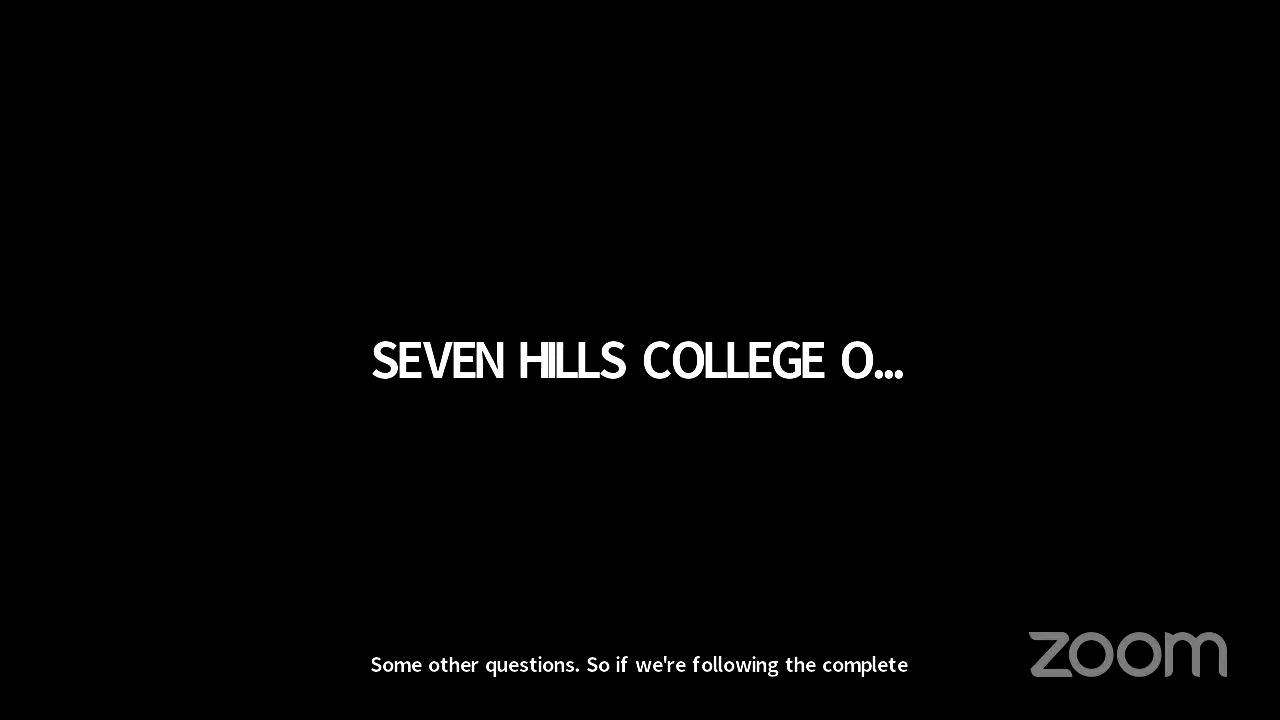 SEVEN HILLS COLLEGE O...
Some other questions. So if we're following the complete
zoom